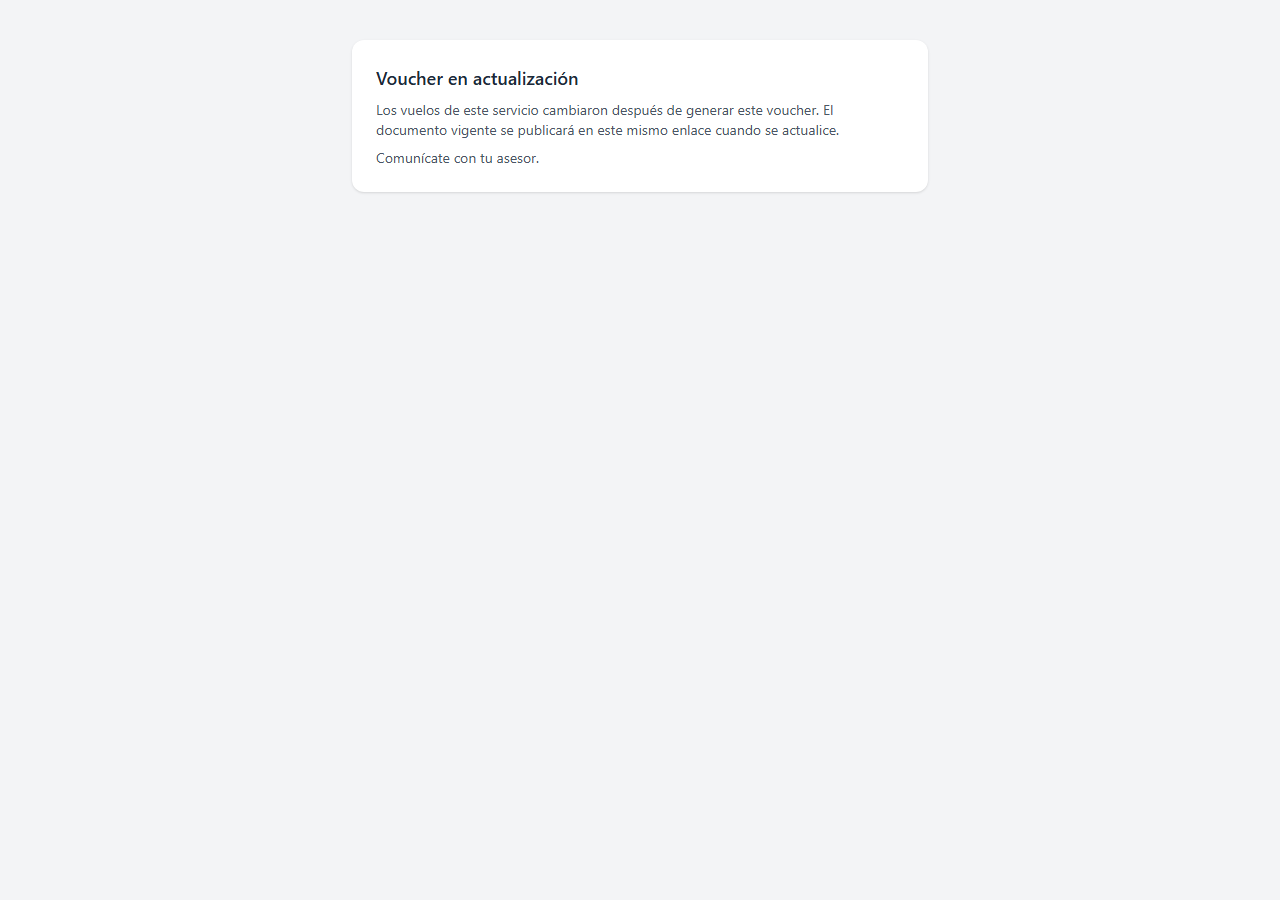 Voucher en actualización
Los vuelos de este servicio cambiaron después de generar este voucher. El
documento vigente se publicará en este mismo enlace cuando se actualice.
Comunícate con tu asesor.